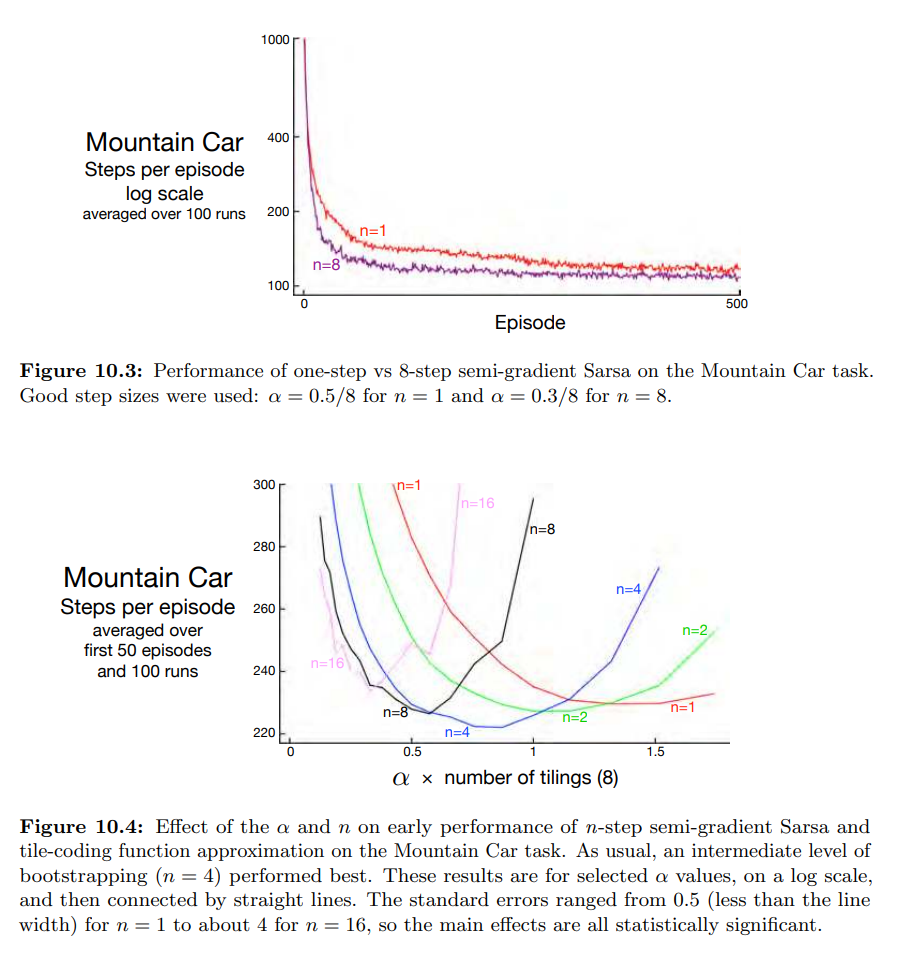 1000
400
200
100
Mountain Car
Steps per episode
log scale
averaged over 100 runs
n=1
n=8
0
500
Episode
Figure 10.3: Performance of one-step vs 8-step semi-gradient Sarsa on the Mountain Car task.
Good step sizes were used: α = 0.5/8 for n = 1 and α = 0.3/8 for n = 8.
300
280
260
240
220
Mountain Car
Steps per episode
averaged over
first 50 episodes
and 100 runs
n=1
n=16
n=8
n=4
n=2
n=16
n=8
n=4
n=2
n=1
0
0.5
1
1.5
α × number of tilings (8)
Figure 10.4: Effect of the α and n on early performance of n-step semi-gradient Sarsa and
tile-coding function approximation on the Mountain Car task. As usual, an intermediate level of
bootstrapping (n = 4) performed best. These results are for selected α values, on a log scale,
and then connected by straight lines. The standard errors ranged from 0.5 (less than the line
width) for n = 1 to about 4 for n = 16, so the main effects are all statistically significant.